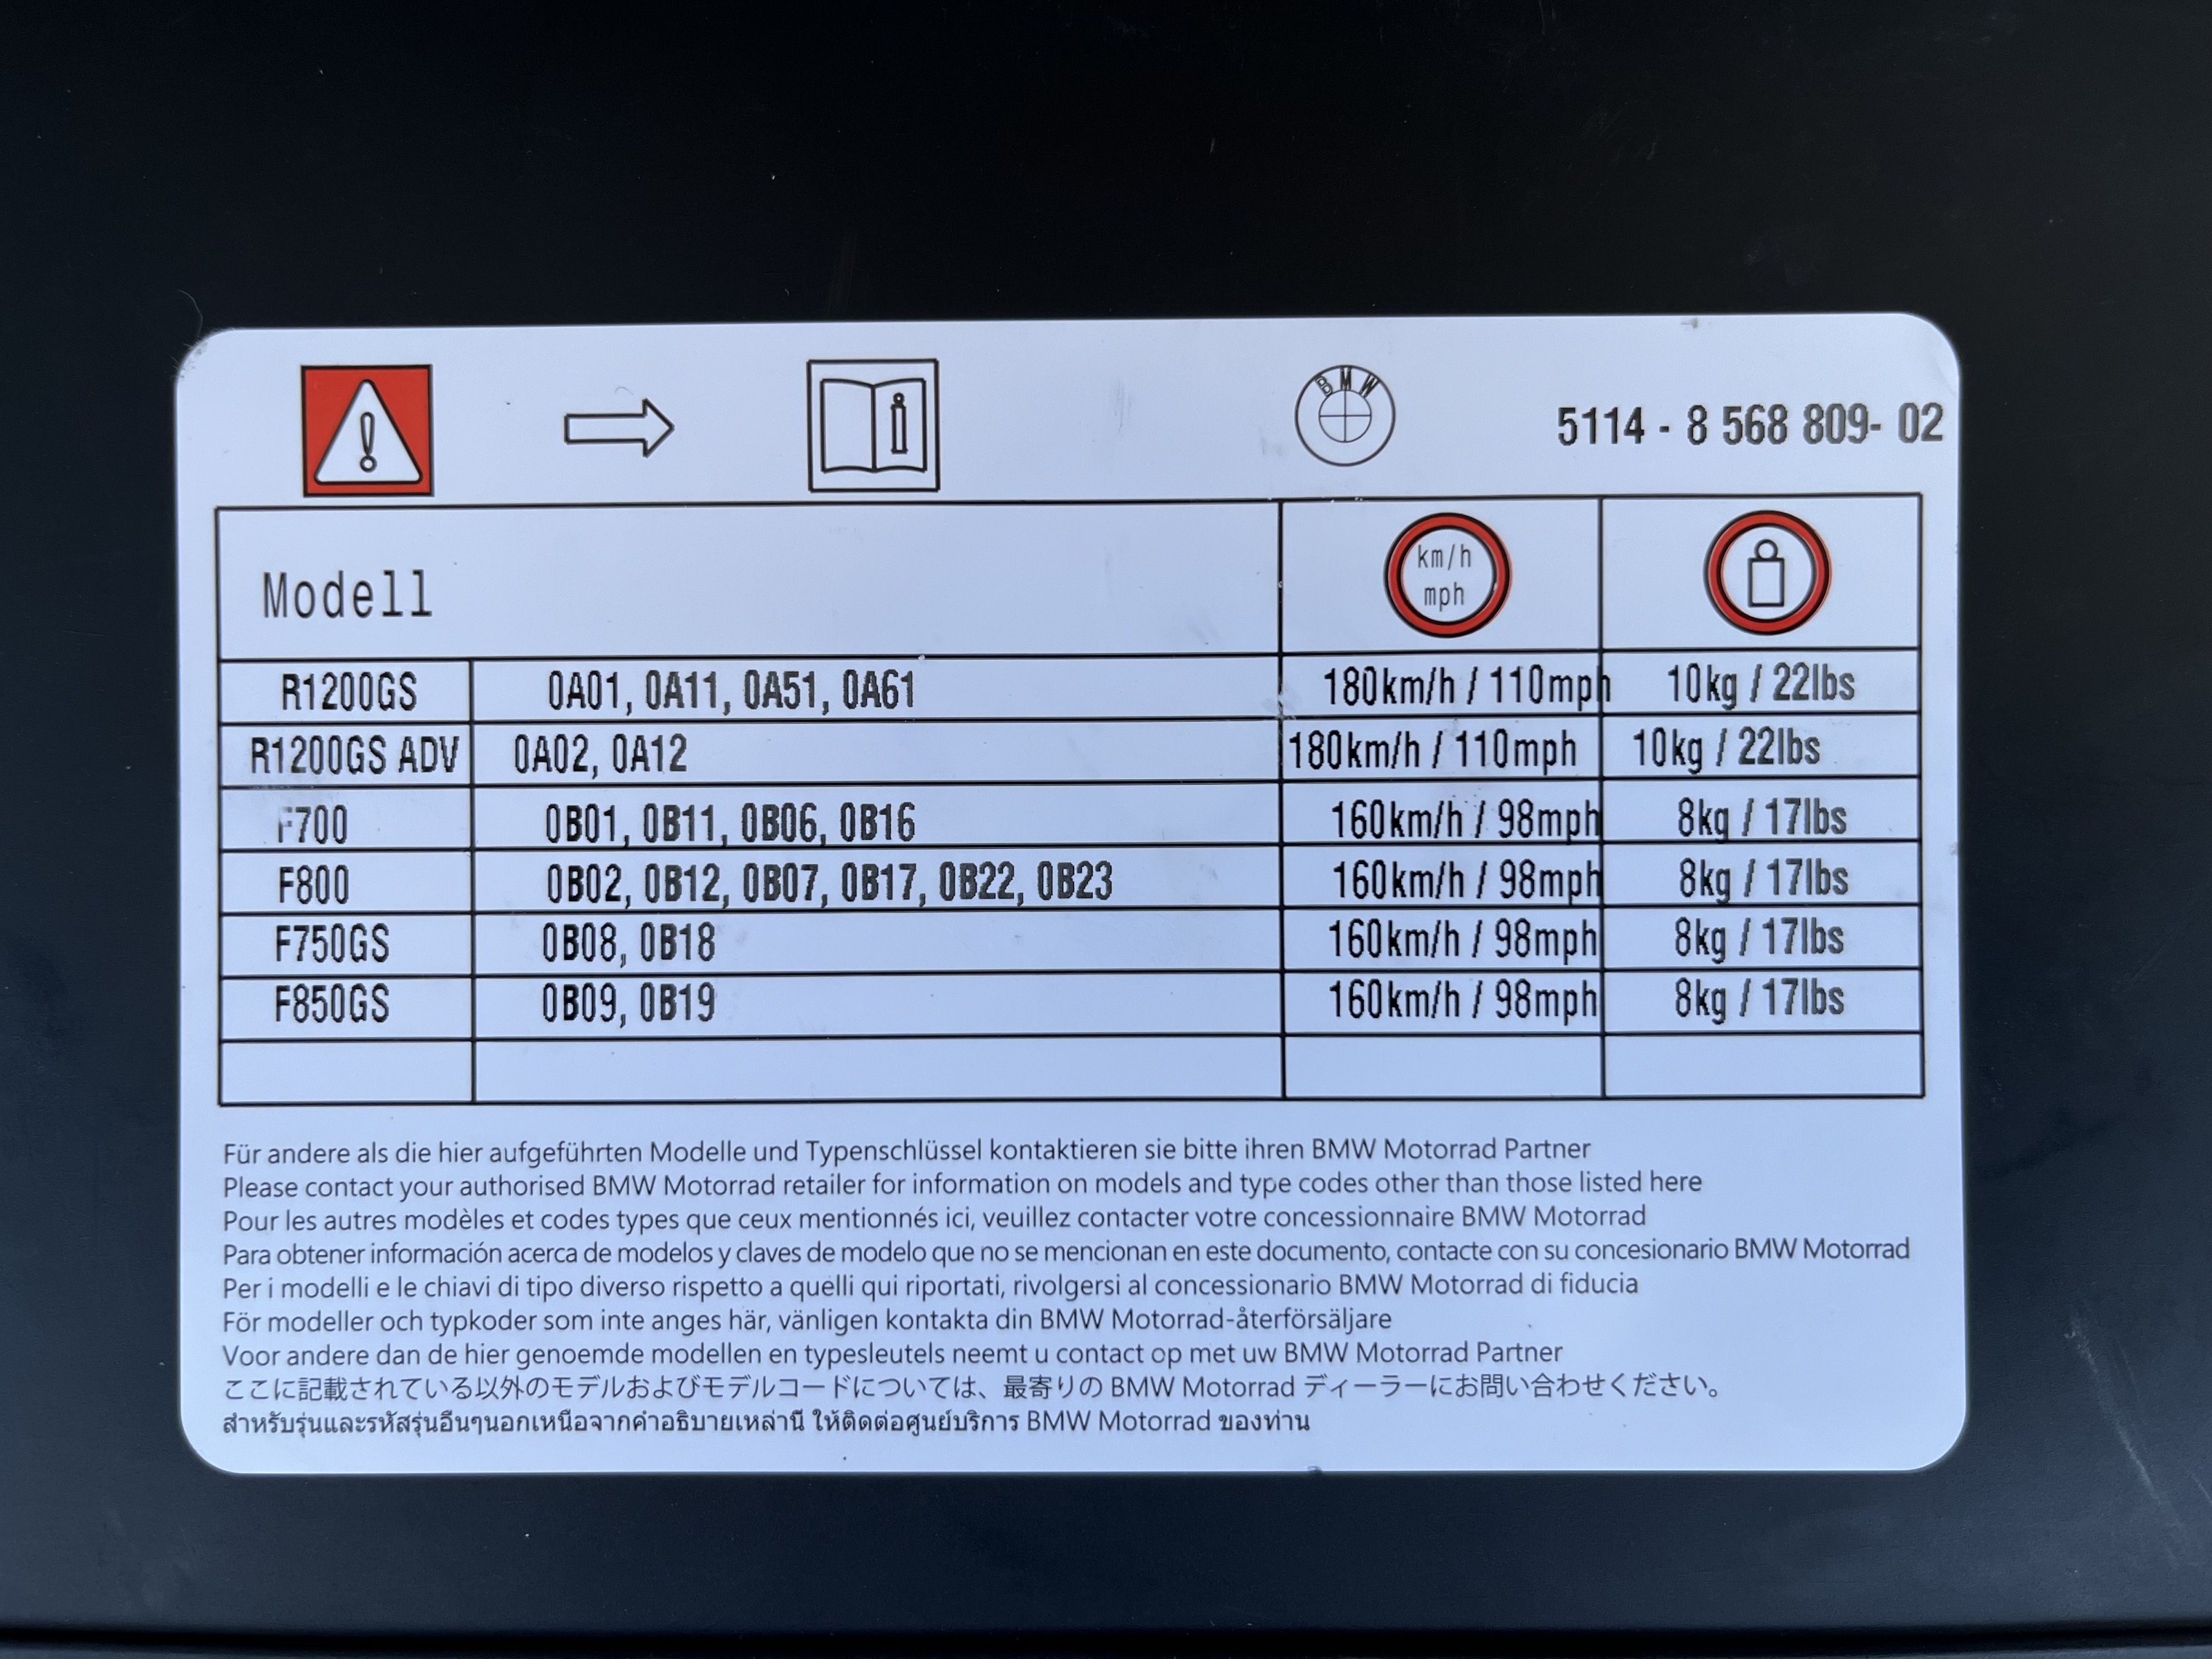 BMW
5114 - 8 568 809- 02
Modell
km/h
mph
R1200GS 0A01, 0A11, 0A51, 0A61 180km/h / 110mph 10kg / 22lbs
R1200GS ADV 0A02, 0A12 180km/h / 110mph 10kg / 22lbs
F700 0B01, 0B11, 0B06, 0B16 160km/h / 98mph 8kg / 17lbs
F800 0B02, 0B12, 0B07, 0B17, 0B22, 0B23 160km/h / 98mph 8kg / 17lbs
F750GS 0B08, 0B18 160km/h / 98mph 8kg / 17lbs
F850GS 0B09, 0B19 160km/h / 98mph 8kg / 17lbs
Für andere als die hier aufgeführten Modelle und Typenschlüssel kontaktieren sie bitte ihren BMW Motorrad Partner
Please contact your authorised BMW Motorrad retailer for information on models and type codes other than those listed here
Pour les autres modèles et codes types que ceux mentionnés ici, veuillez contacter votre concessionnaire BMW Motorrad
Para obtener información acerca de modelos y claves de modelo que no se mencionan en este documento, contacte con su concesionario BMW Motorrad
Per i modelli e le chiavi di tipo diverso rispetto a quelli qui riportati, rivolgersi al concessionario BMW Motorrad di fiducia
För modeller och typkoder som inte anges här, vänligen kontakta din BMW Motorrad-återförsäljare
Voor andere dan de hier genoemde modellen en typesleutels neemt u contact op met uw BMW Motorrad Partner
ここに記載されている以外のモデルおよびモデルコードについては、最寄りの BMW Motorrad ディーラーにお問い合わせください。
สำหรับรุ่นและรหัสรุ่นอื่นๆนอกเหนือจากคำอธิบายเหล่านี้ ให้ติดต่อศูนย์บริการ BMW Motorrad ของท่าน